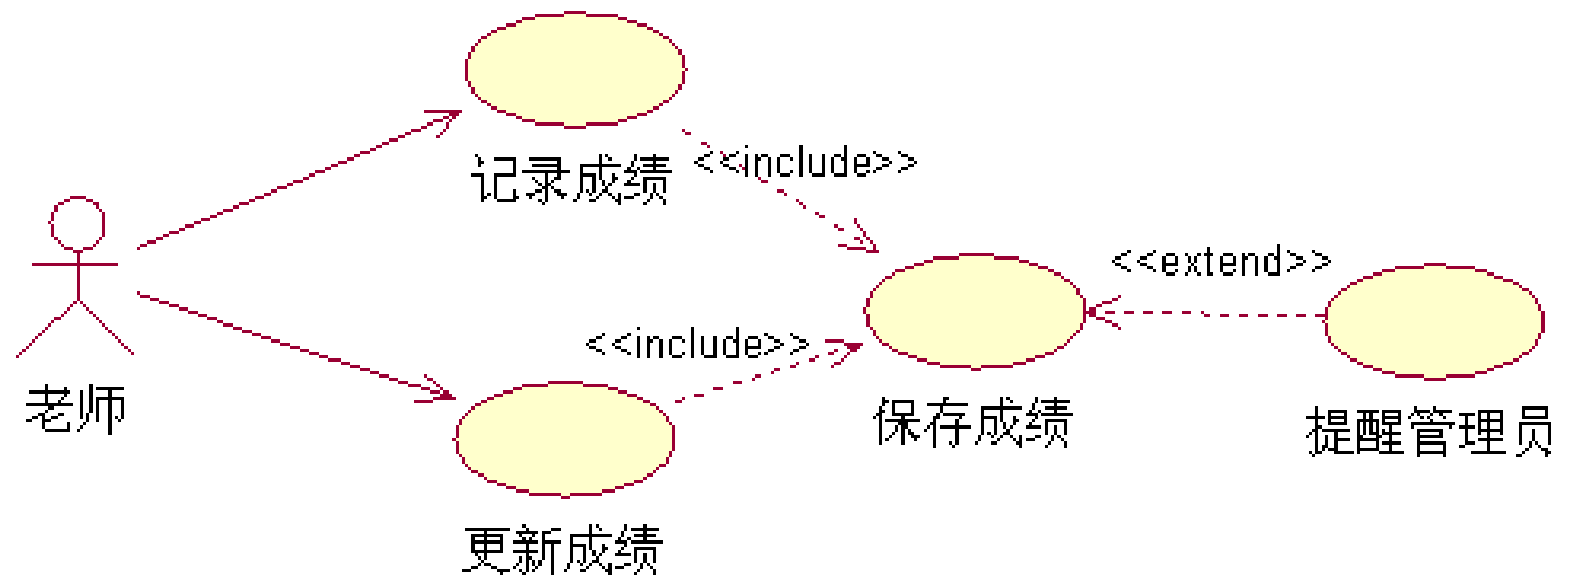 记录成绩
<<include>>
<<extend>>
<<include>>
老师
保存成绩
提醒管理员
更新成绩